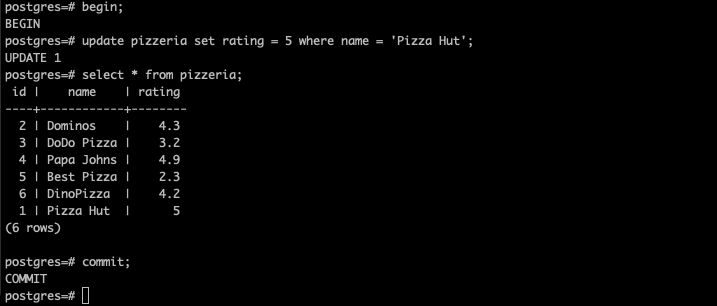 postgres=# begin;
BEGIN
postgres=# update pizzeria set rating = 5 where name = 'Pizza Hut';
UPDATE 1
postgres=# select * from pizzeria;
 id |    name    | rating
----+------------+--------
  2 | Dominos    |    4.3
  3 | DoDo Pizza |    3.2
  4 | Papa Johns |    4.9
  5 | Best Pizza |    2.3
  6 | DinoPizza  |    4.2
  1 | Pizza Hut  |      5
(6 rows)

postgres=# commit;
COMMIT
postgres=#